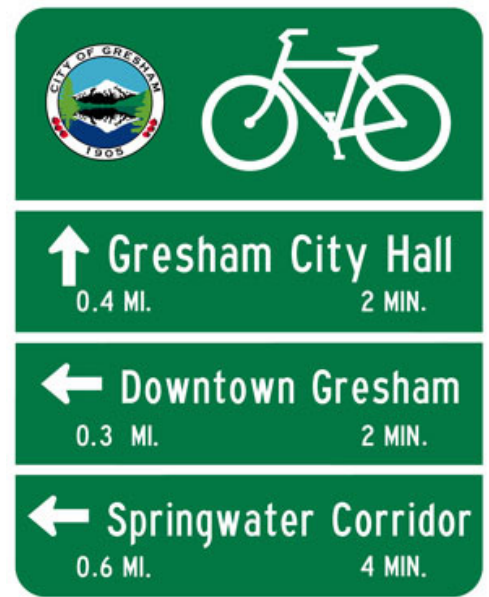 CITY OF GRESHAM
1905
Gresham City Hall
0.4 MI. 2 MIN.
Downtown Gresham
0.3 MI. 2 MIN.
Springwater Corridor
0.6 MI. 4 MIN.